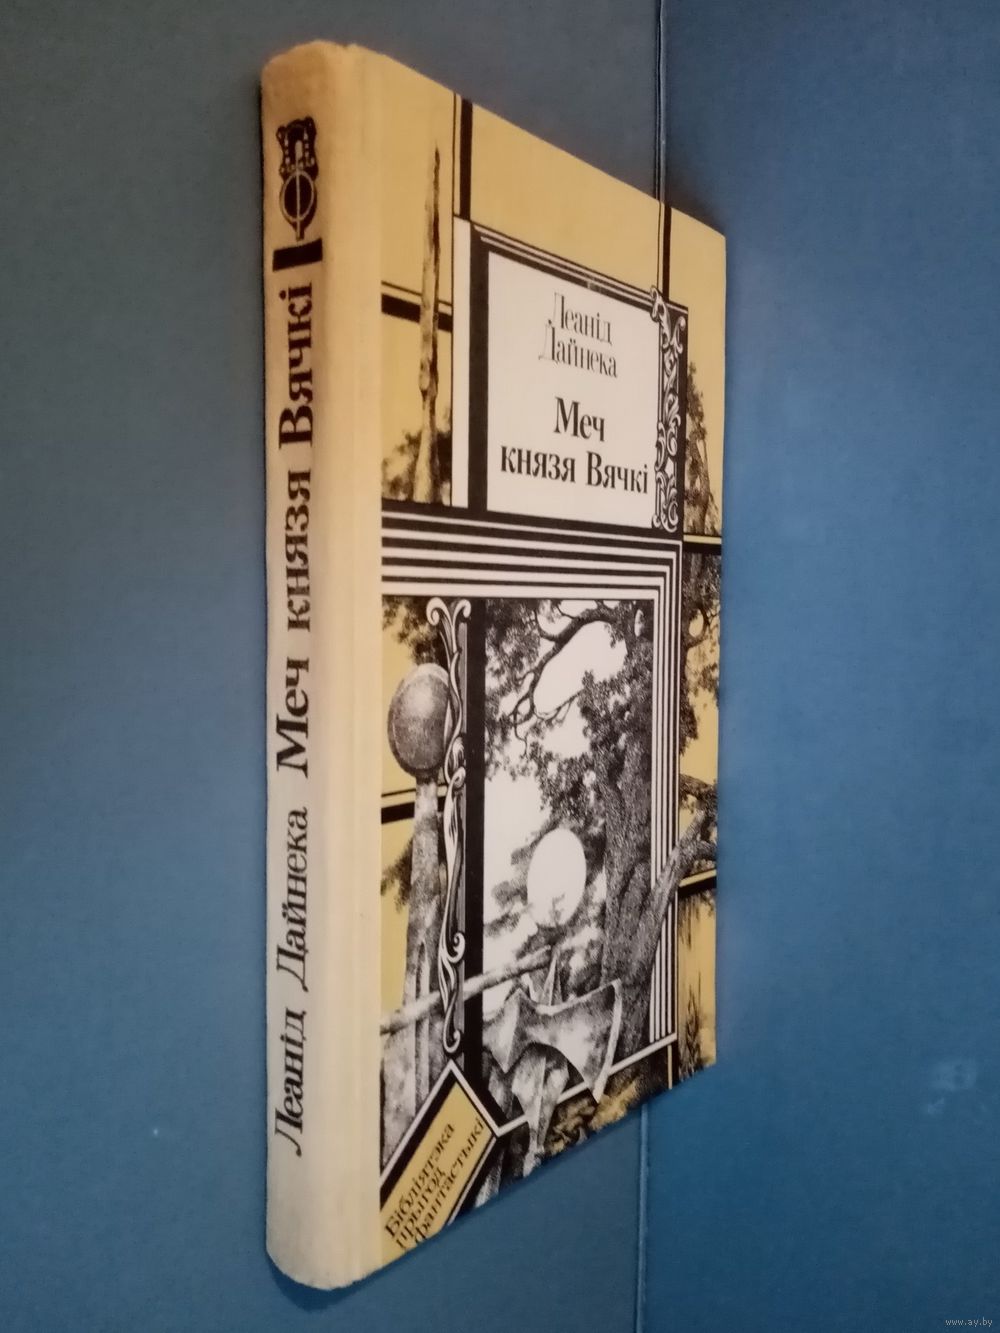 Леанід Дайнека Меч князя Вячкі
Леанід
Дайнека
Меч
князя Вячкі
Бібліятэка
прыгод
фантастыкі
www.ay.by